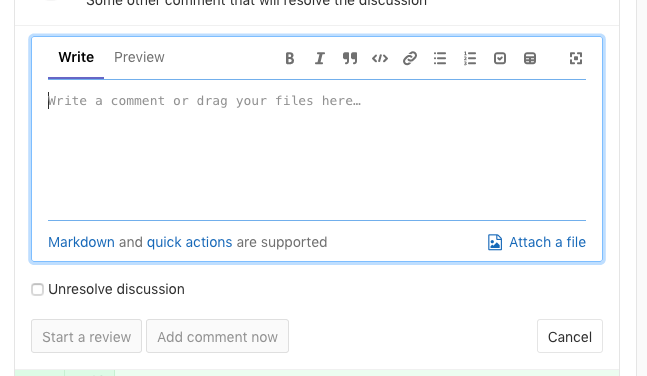 Some other comment that will resolve the discussion
Write Preview
Write a comment or drag your files here…
Markdown and quick actions are supported Attach a file
Unresolve discussion
Start a review Add comment now Cancel